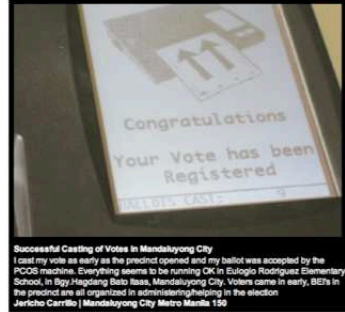 Congratulations
Your Vote has been
Registered
BALLOTS CAST: 9
Successful Casting of Votes in Mandaluyong City
I cast my vote as early as the precinct opened and my ballot was accepted by the
PCOS machine. Everything seems to be running OK in Eulogio Rodriguez Elementary
School, in Bgy.Hagdang Bato Itaas, Mandaluyong City. Voters came in early, BEI's in
the precinct are all organized in administering/helping in the election
Jericho Carrillo | Mandaluyong City Metro Manila 150